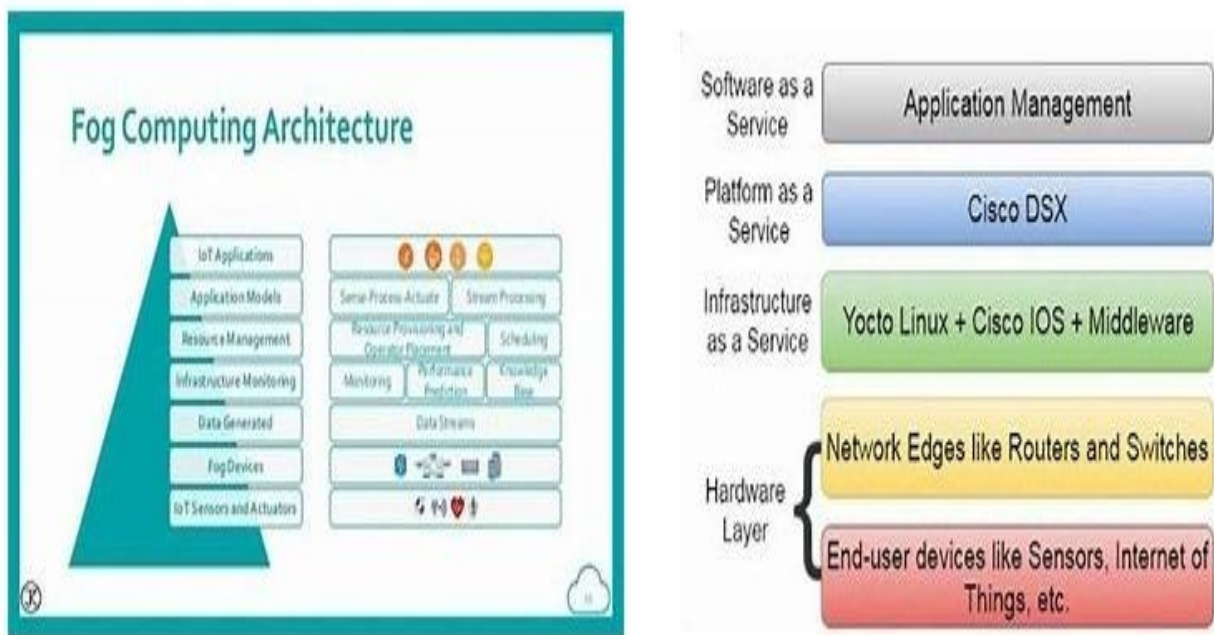 Fog Computing Architecture
IoT Applications
Application Models
Sense-Process-Actuate
Stream Processing
Resource Management
Resource Provisioning and
Operator Placement
Scheduling
Infrastructure Monitoring
Monitoring
Performance
Prediction
Knowledge
Base
Data Generated
Data Streams
Fog Devices
IoT Sensors and Actuators
Software as a
Service
Application Management
Platform as a
Service
Cisco DSX
Infrastructure
as a Service
Yocto Linux + Cisco IOS + Middleware
Hardware
Layer
Network Edges like Routers and Switches
End-user devices like Sensors, Internet of
Things, etc.